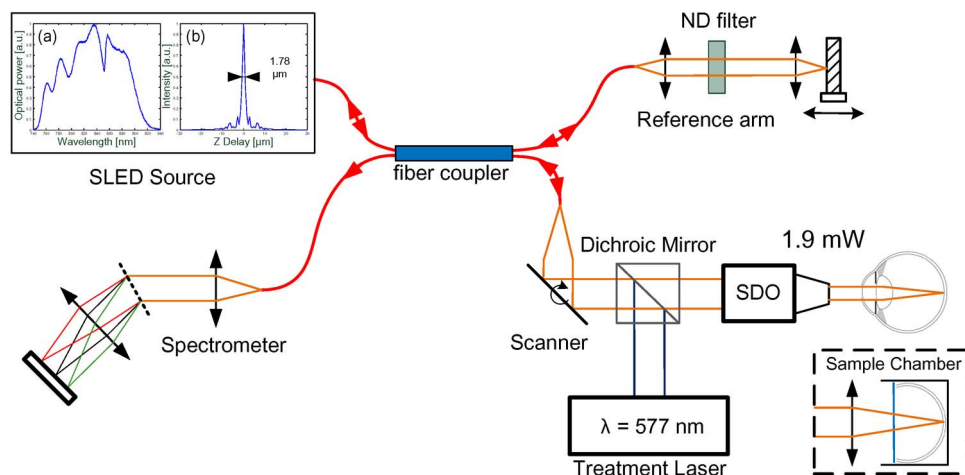 (a)
(b)
Optical power [a.u.]
Wavelength [nm]
Intensity [a.u.]
1.78
µm
Z Delay [µm]
SLED Source
fiber coupler
ND filter
Reference arm
Spectrometer
Scanner
Dichroic Mirror
SDO
1.9 mW
λ = 577 nm
Treatment Laser
Sample Chamber